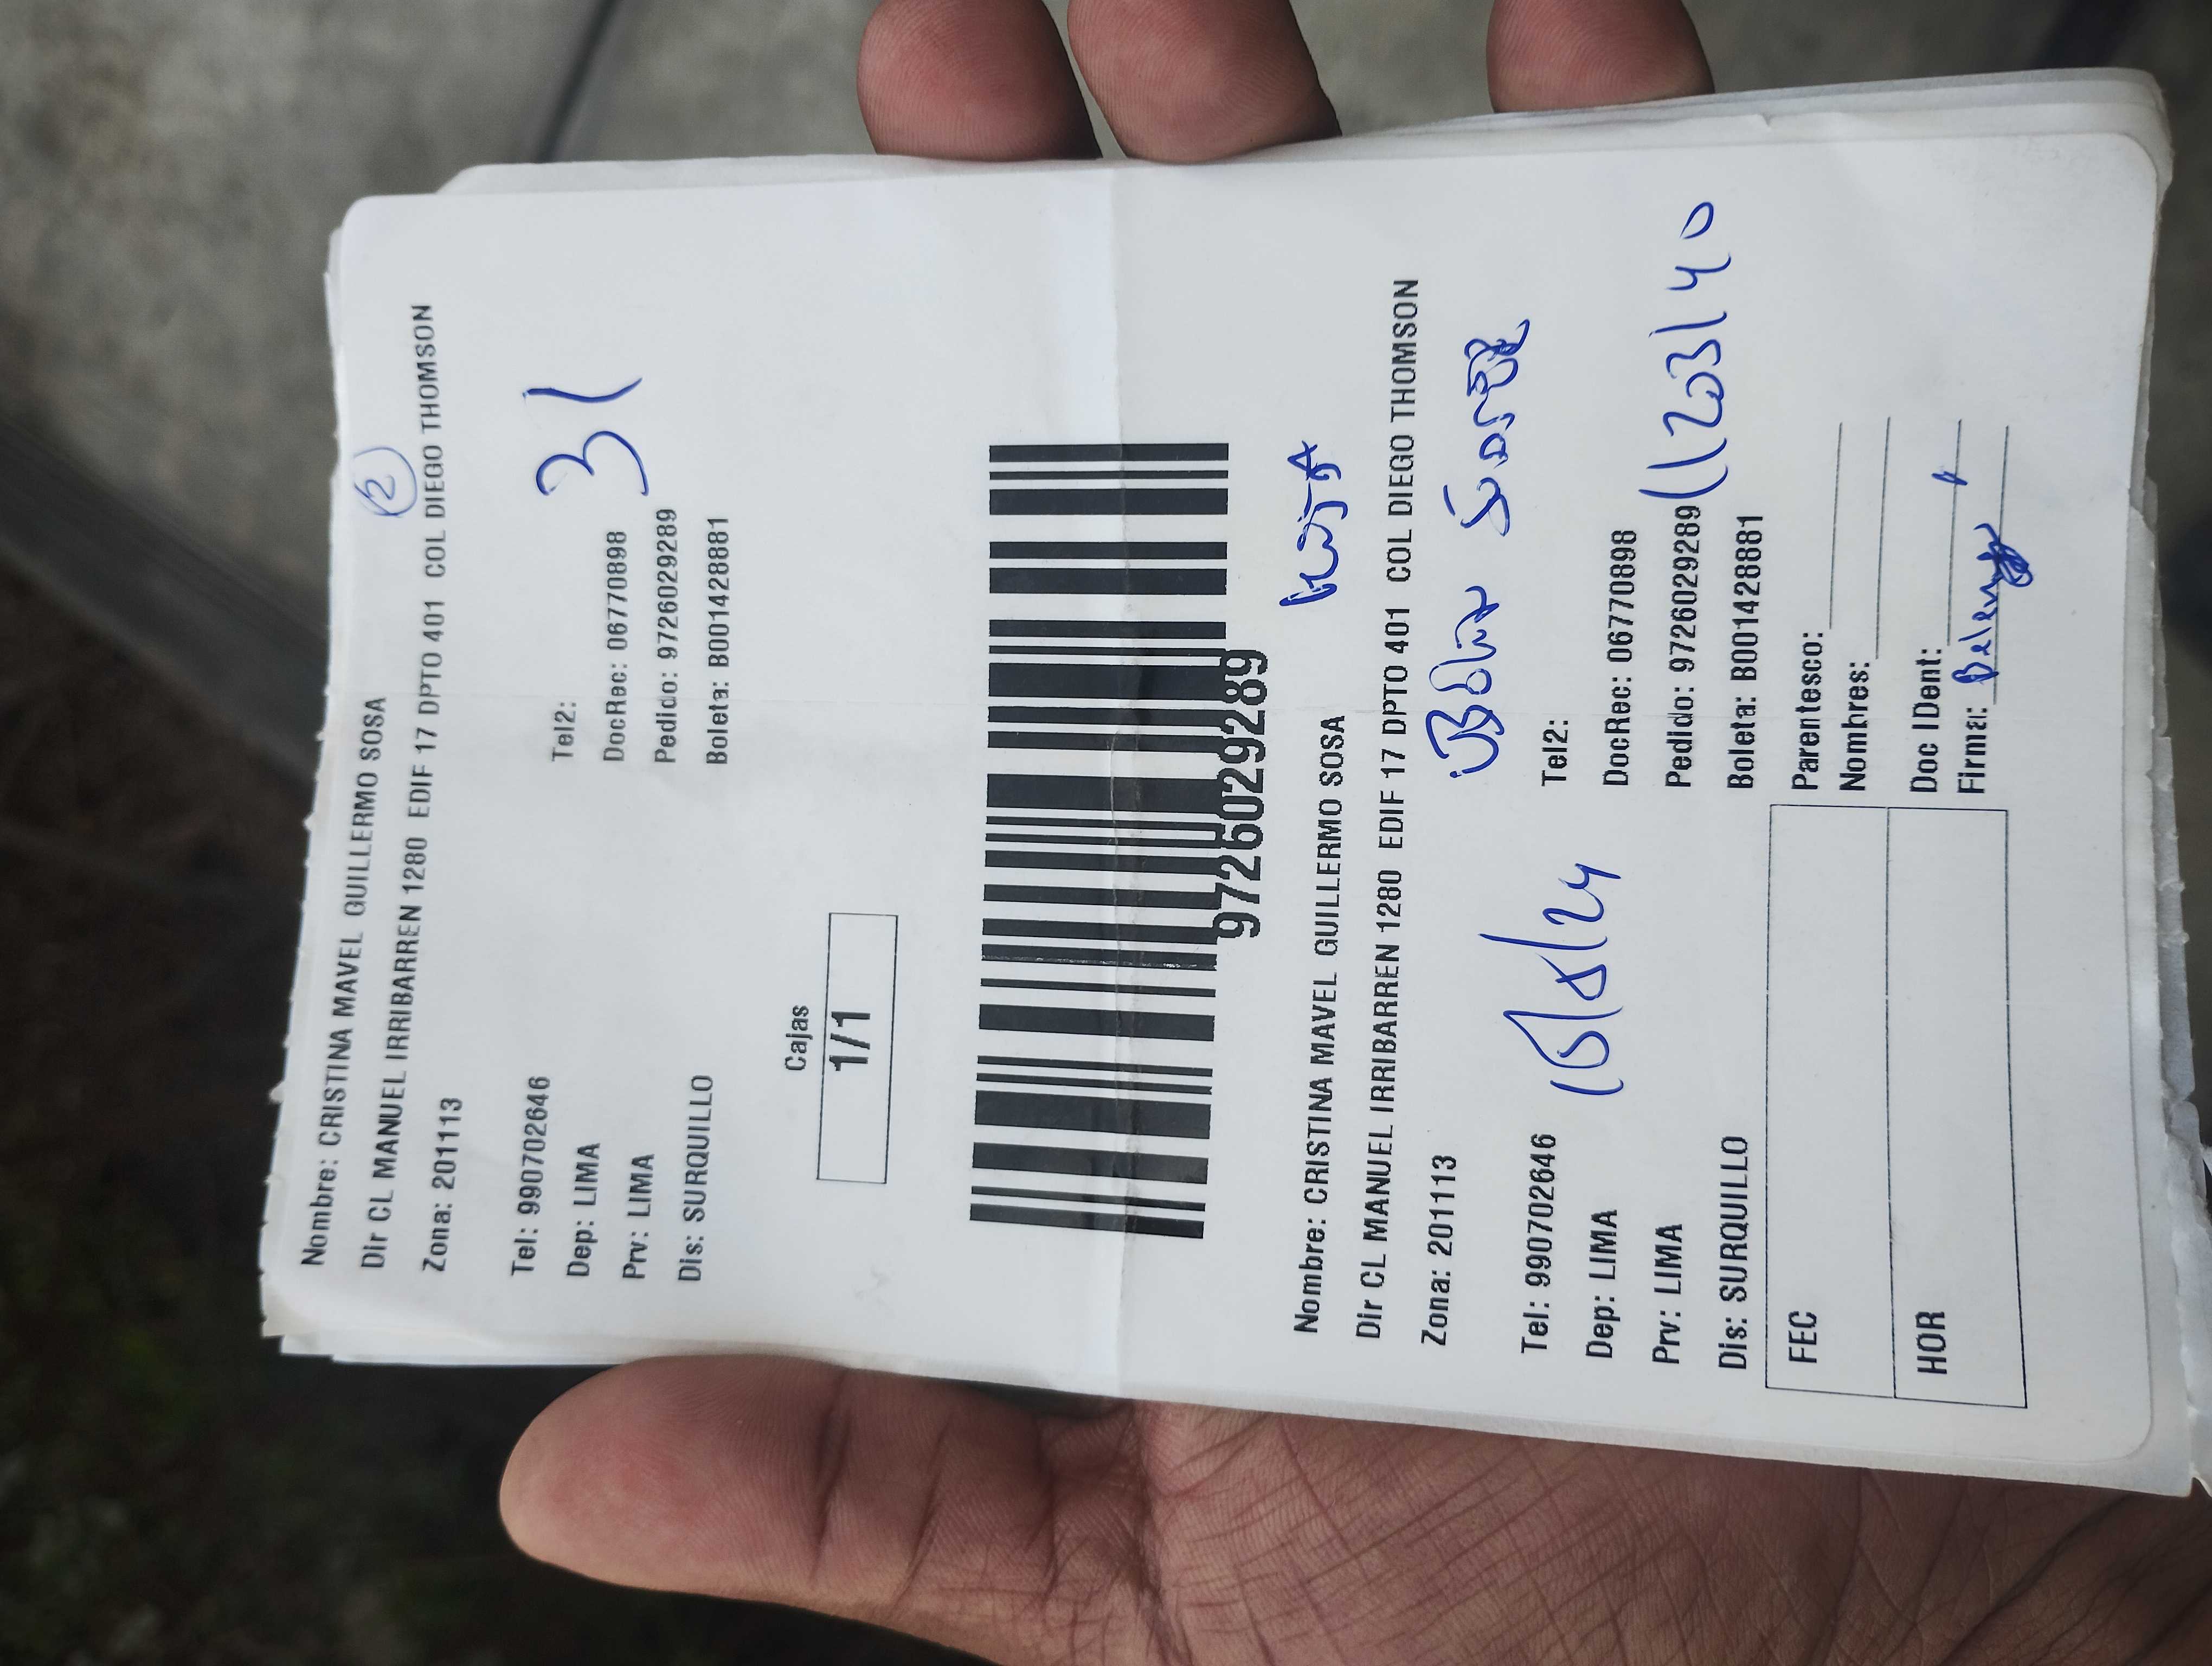 2
Nombre: CRISTINA MAVEL GUILLERMO SOSA
Dir CL MANUEL IRRIBARREN 1280 EDIF 17 DPTO 401 COL DIEGO THOMSON
Zona: 201113
31
Tel: 990702646 Tel2:
Dep: LIMA DocRec: 06770898
Prv: LIMA Pedido: 9726029289
Dis: SURQUILLO Boleta: B001428881
Cajas
1/1
9726029289
Nombre: CRISTINA MAVEL GUILLERMO SOSA
Dir CL MANUEL IRRIBARREN 1280 EDIF 17 DPTO 401 COL DIEGO THOMSON
Zona: 201113
Tel: 990702646 Tel2:
Dep: LIMA DocRec: 06770898
Prv: LIMA Pedido: 9726029289
Dis: SURQUILLO Boleta: B001428881
FEC Parentesco:
Nombres:
HOR Doc IDent:
Firma: